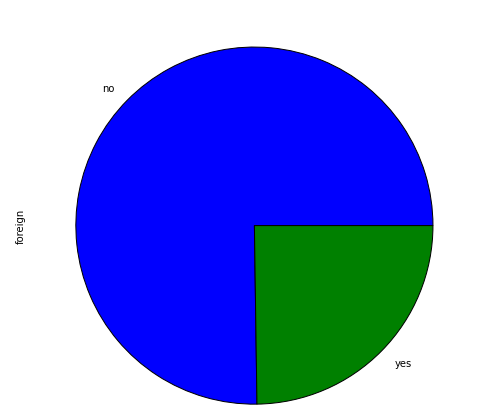 no
foreign
yes